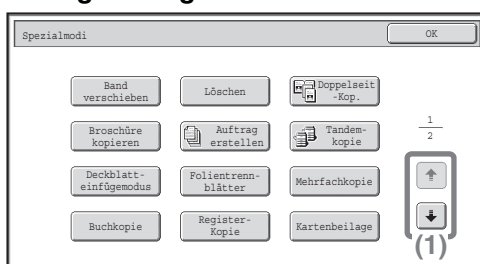 Spezialmodi
OK
Band
verschieben
Löschen
Doppelseit
-Kop.
Broschüre
kopieren
Auftrag
erstellen
Tandem-
kopie
1
2
Deckblatt-
einfügemodus
Folientrenn-
blätter
Mehrfachkopie
Buchkopie
Register-
Kopie
Kartenbeilage
(1)